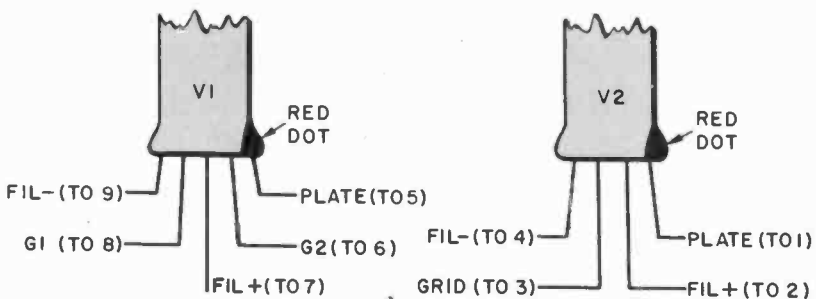 V1
RED
DOT
FIL-(TO 9)
PLATE(TO5)
G1 (TO 8)
G2(TO 6)
FIL+(TO 7)
V2
RED
DOT
FIL-(TO 4)
PLATE(TO1)
GRID (TO 3)
FIL+(TO 2)